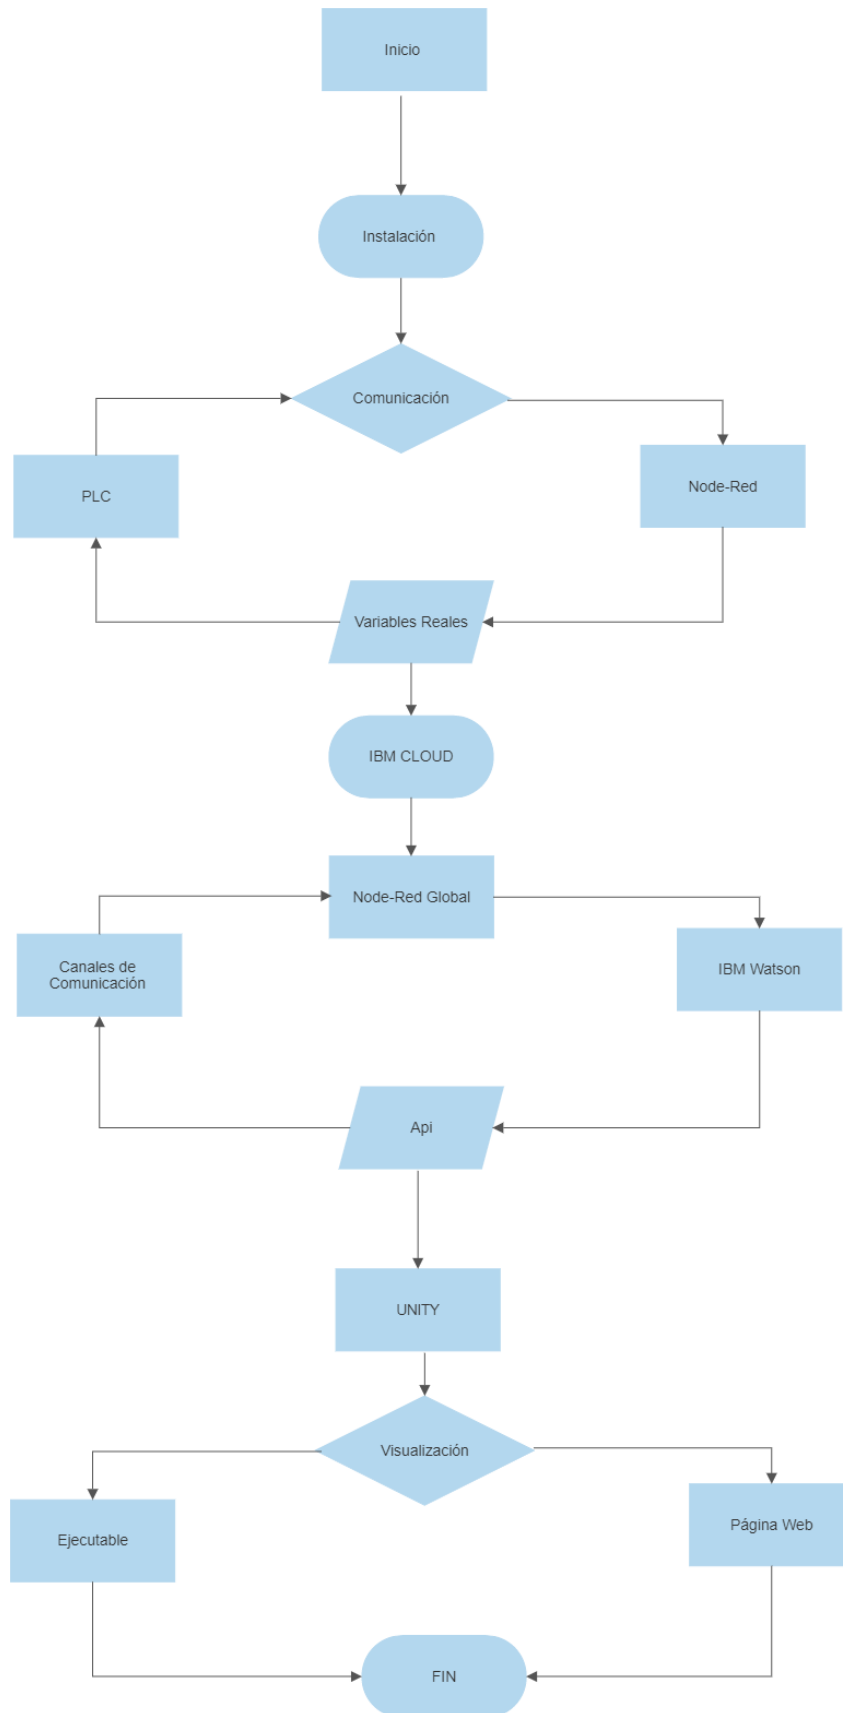 Inicio
Instalación
Comunicación
PLC
Node-Red
Variables Reales
IBM CLOUD
Node-Red Global
Canales de
Comunicación
IBM Watson
Api
UNITY
Visualización
Ejecutable
Página Web
FIN